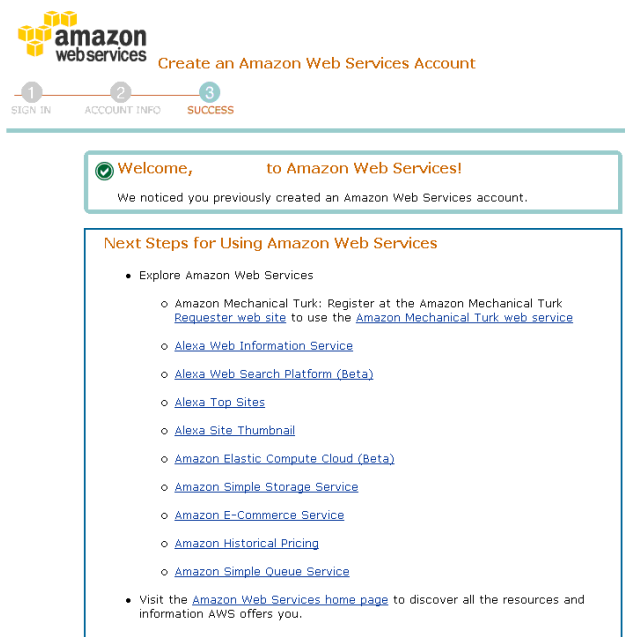 amazon
webservices
Create an Amazon Web Services Account
1 2 3
SIGN IN ACCOUNT INFO SUCCESS
Welcome, to Amazon Web Services!
We noticed you previously created an Amazon Web Services account.
Next Steps for Using Amazon Web Services
• Explore Amazon Web Services
o Amazon Mechanical Turk: Register at the Amazon Mechanical Turk
Requester web site to use the Amazon Mechanical Turk web service
o Alexa Web Information Service
o Alexa Web Search Platform (Beta)
o Alexa Top Sites
o Alexa Site Thumbnail
o Amazon Elastic Compute Cloud (Beta)
o Amazon Simple Storage Service
o Amazon E-Commerce Service
o Amazon Historical Pricing
o Amazon Simple Queue Service
• Visit the Amazon Web Services home page to discover all the resources and
information AWS offers you.